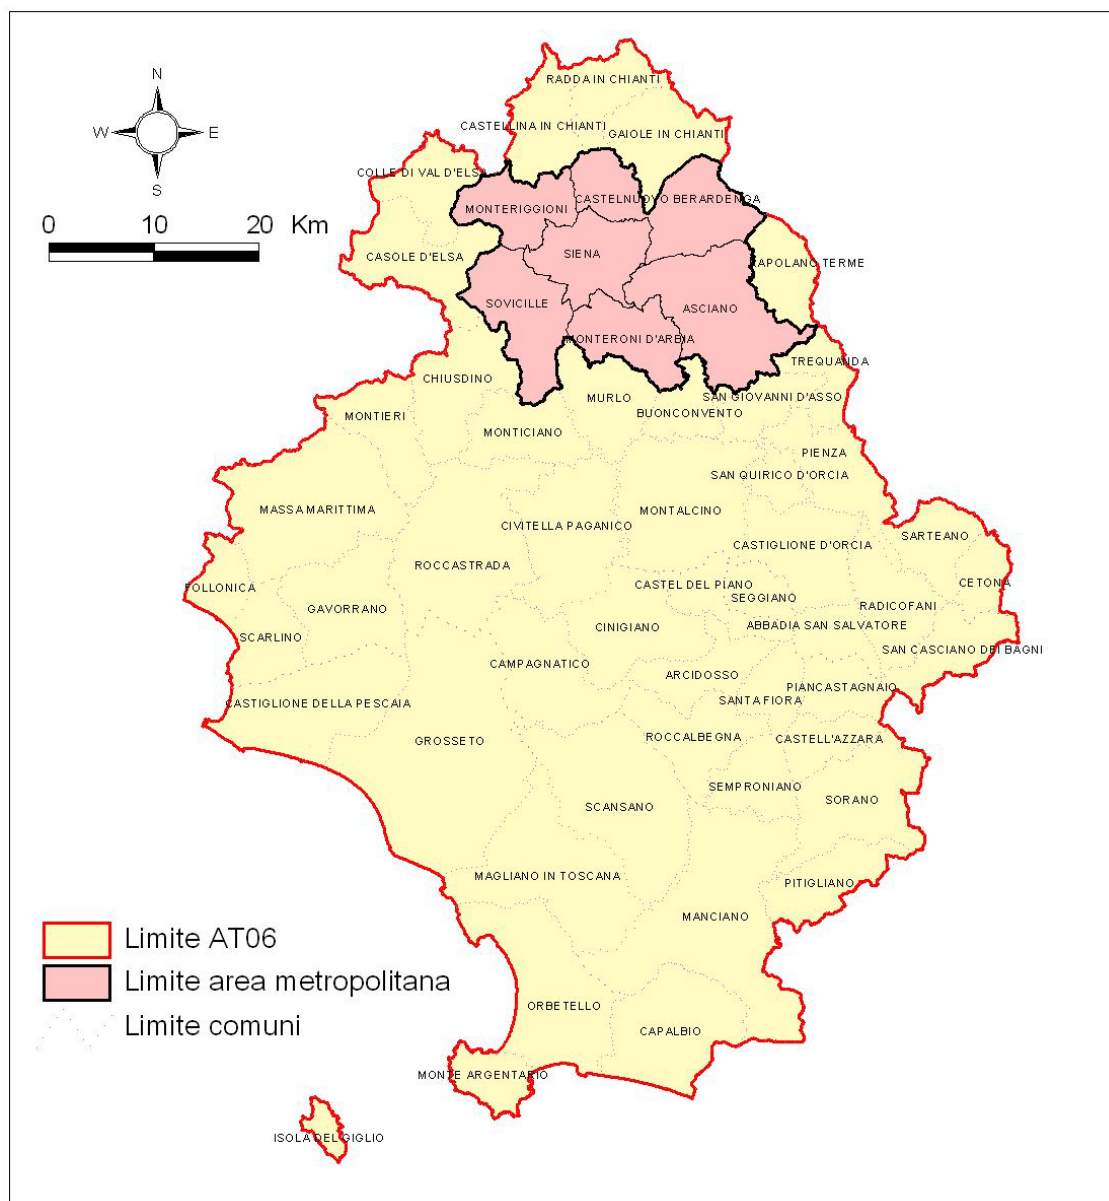 N
W E
S
0 10 20 Km
RADDA IN CHIANTI
CASTELLINA IN CHIANTI
GAIOLE IN CHIANTI
COLLE DI VAL D'ELSA
MONTERIGGIONI
CASTELNUOVO BERARDENGA
CASOLE D'ELSA
SIENA
RAPOLANO TERME
SOVICILLE
ASCIANO
MONTERONI D'ARBIA
TREQUANDA
CHIUSDINO
MURLO
SAN GIOVANNI D'ASSO
MONTIERI
BUONCONVENTO
MONTICIANO
PIENZA
SAN QUIRICO D'ORCIA
MASSA MARITTIMA
MONTALCINO
CIVITELLA PAGANICO
SARTEANO
CASTIGLIONE D'ORCIA
ROCCASTRADA
FOLLONICA
CASTEL DEL PIANO
CETONA
SEGGIANO
GAVORRANO
RADICOFANI
SCARLINO
CINIGIANO
ABBADIA SAN SALVATORE
SAN CASCIANO DEI BAGNI
CAMPAGNATICO
ARCIDOSSO
PIANCASTAGNAIO
CASTIGLIONE DELLA PESCAIA
SANTA FIORA
GROSSETO
ROCCALBEGNA
CASTELL'AZZARA
SEMPRONIANO
SCANSANO
SORANO
MAGLIANO IN TOSCANA
PITIGLIANO
MANCIANO
Limite AT06
Limite area metropolitana
Limite comuni
ORBETELLO
CAPALBIO
MONTE ARGENTARIO
ISOLA DEL GIGLIO